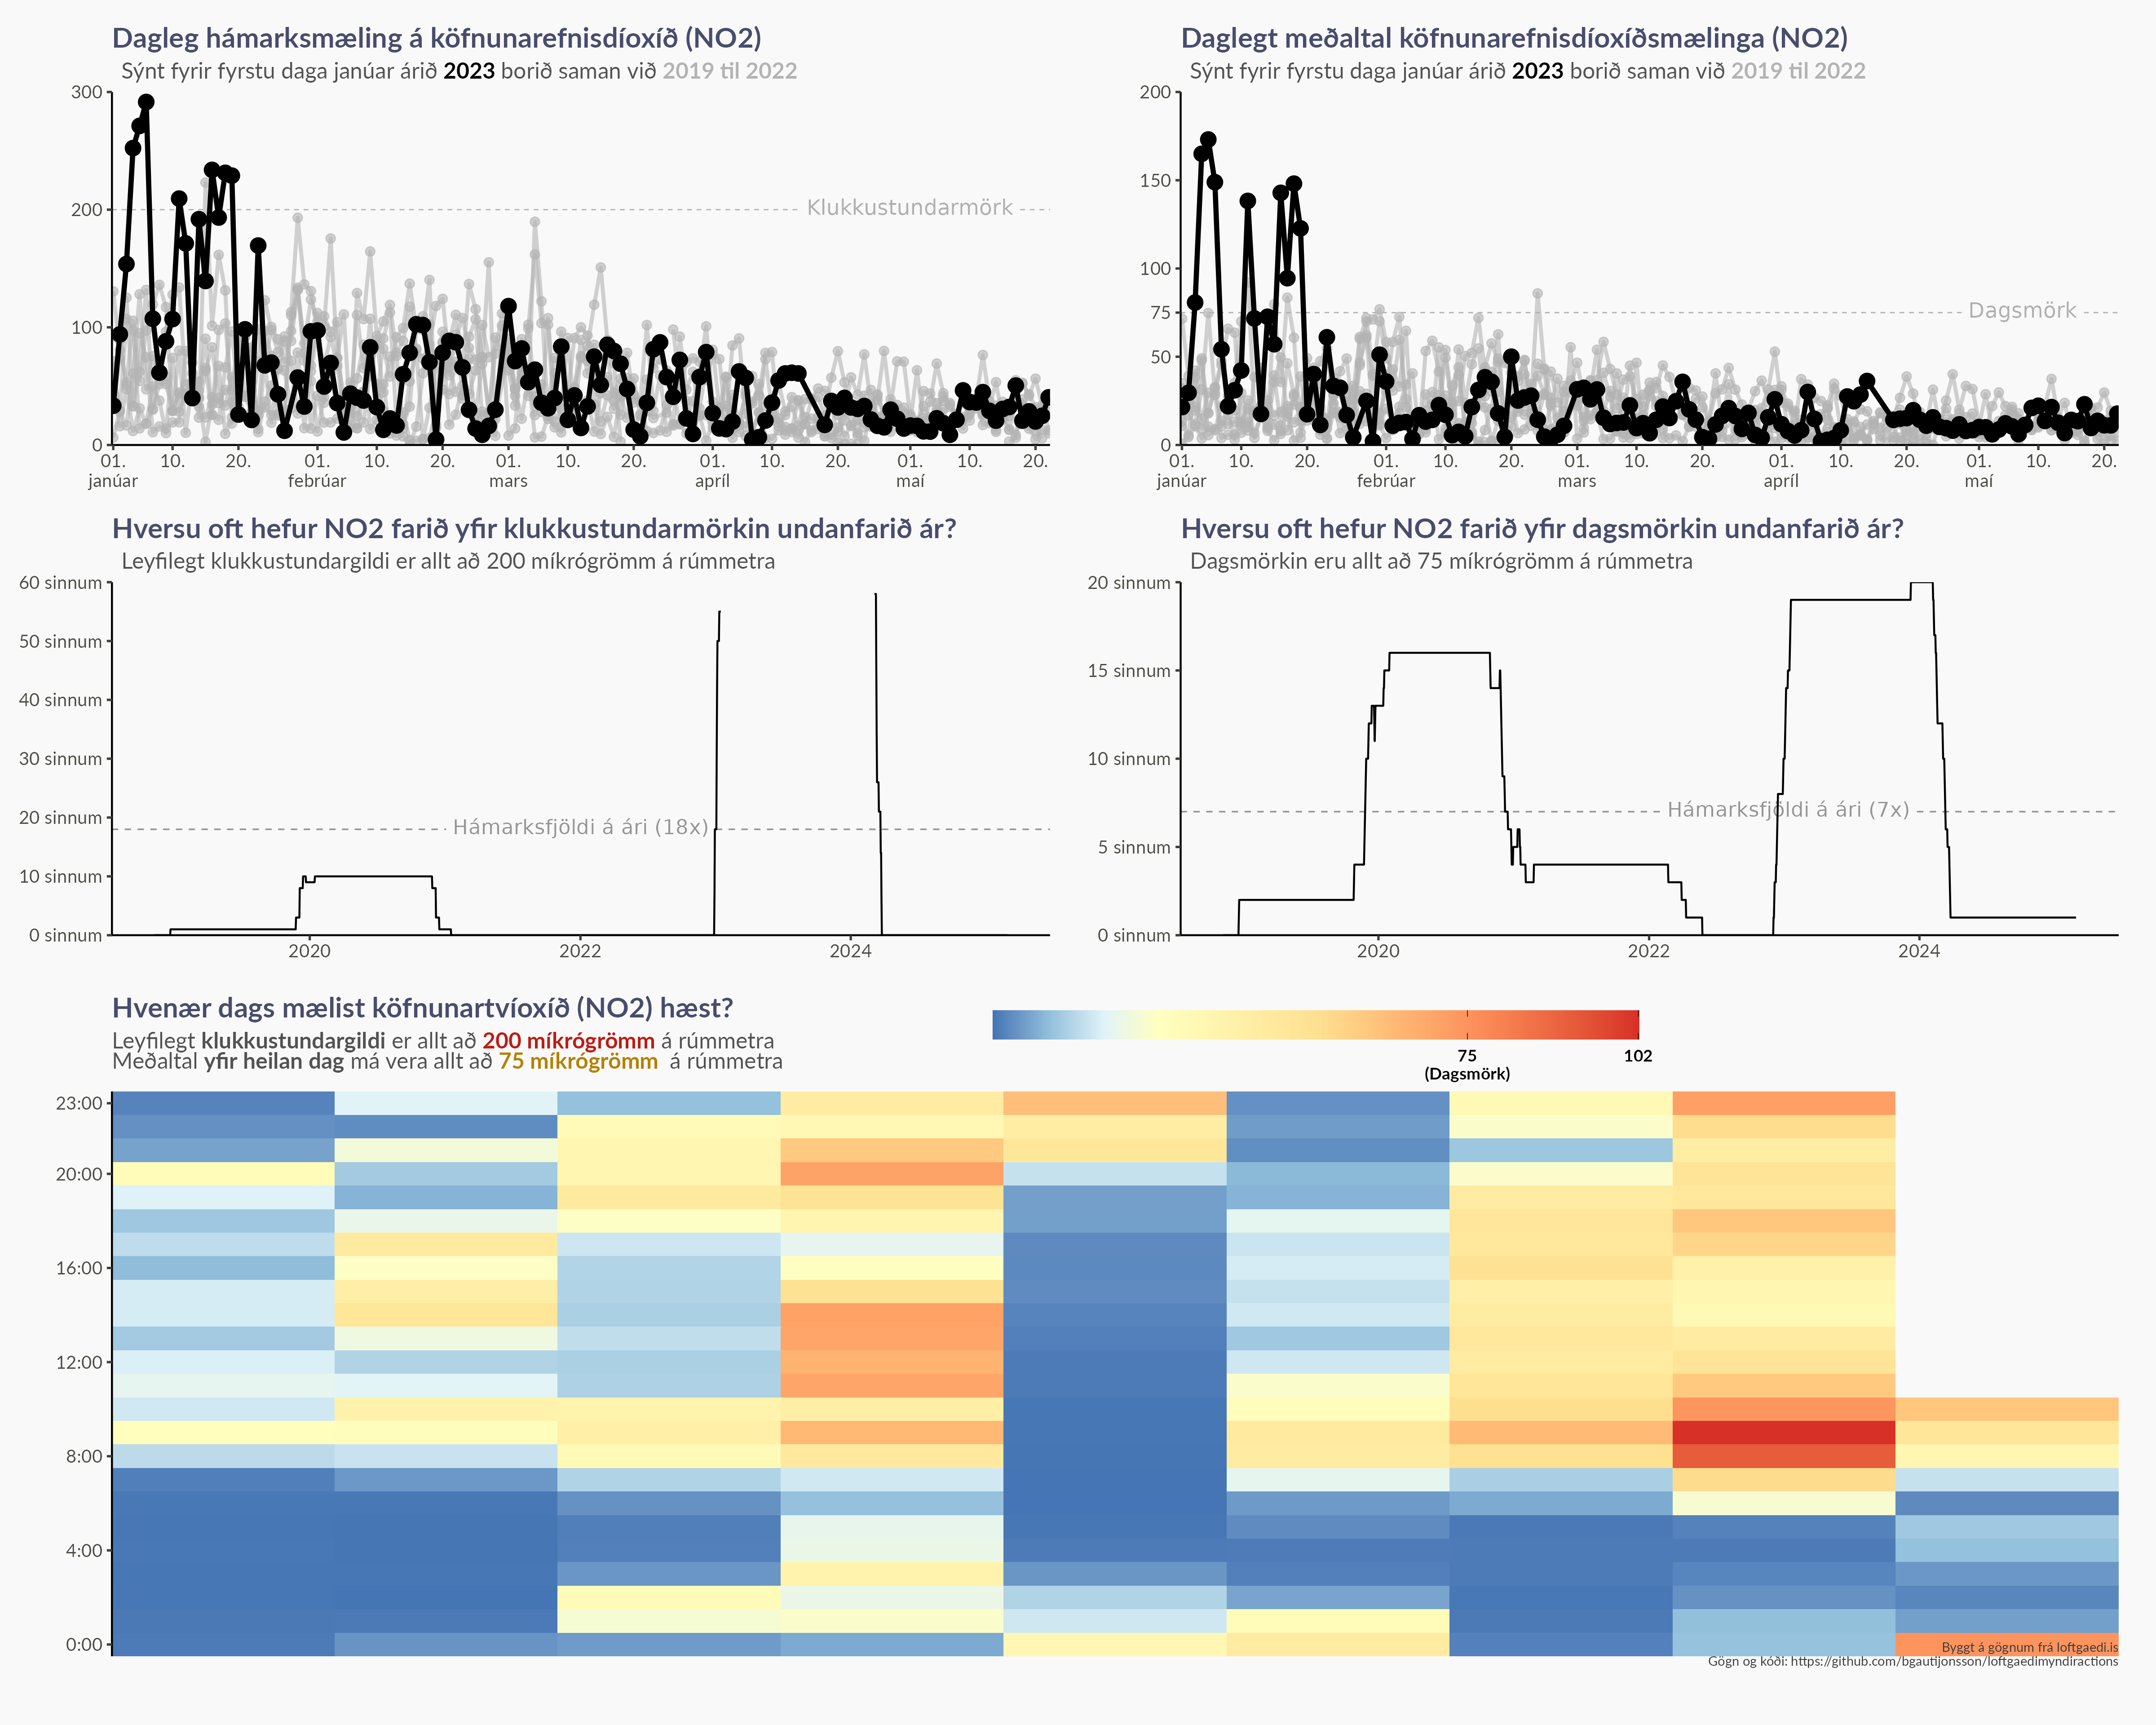 Dagleg hámarksmæling á köfnunarefnisdíoxíð (NO2)
Sýnt fyrir fyrstu daga janúar árið 2023 borið saman við 2019 til 2022
300
200
100
0
Klukkustundarmörk
01. 10. 20. 01. 10. 20. 01. 10. 20. 01. 10. 20. 01. 10. 20.
janúar febrúar mars apríl maí
Daglegt meðaltal köfnunarefnisdíoxíðsmælinga (NO2)
Sýnt fyrir fyrstu daga janúar árið 2023 borið saman við 2019 til 2022
200
150
100
75
50
0
Dagsmörk
01. 10. 20. 01. 10. 20. 01. 10. 20. 01. 10. 20. 01. 10. 20.
janúar febrúar mars apríl maí
Hversu oft hefur NO2 farið yfir klukkustundarmörkin undanfarið ár?
Leyfilegt klukkustundargildi er allt að 200 míkrógrömm á rúmmetra
60 sinnum
50 sinnum
40 sinnum
30 sinnum
20 sinnum
10 sinnum
0 sinnum
Hámarksfjöldi á ári (18x)
2020 2022 2024
Hversu oft hefur NO2 farið yfir dagsmörkin undanfarið ár?
Dagsmörkin eru allt að 75 míkrógrömm á rúmmetra
20 sinnum
15 sinnum
10 sinnum
5 sinnum
0 sinnum
Hámarksfjöldi á ári (7x)
2020 2022 2024
Hvenær dags mælist köfnunartvíoxíð (NO2) hæst?
Leyfilegt klukkustundargildi er allt að 200 míkrógrömm á rúmmetra
Meðaltal yfir heilan dag má vera allt að 75 míkrógrömm á rúmmetra
75 102
(Dagsmörk)
23:00
20:00
16:00
12:00
8:00
4:00
0:00
Byggt á gögnum frá loftgaedi.is
Gögn og kóði: https://github.com/bgautijonsson/loftgaedimyndiractions